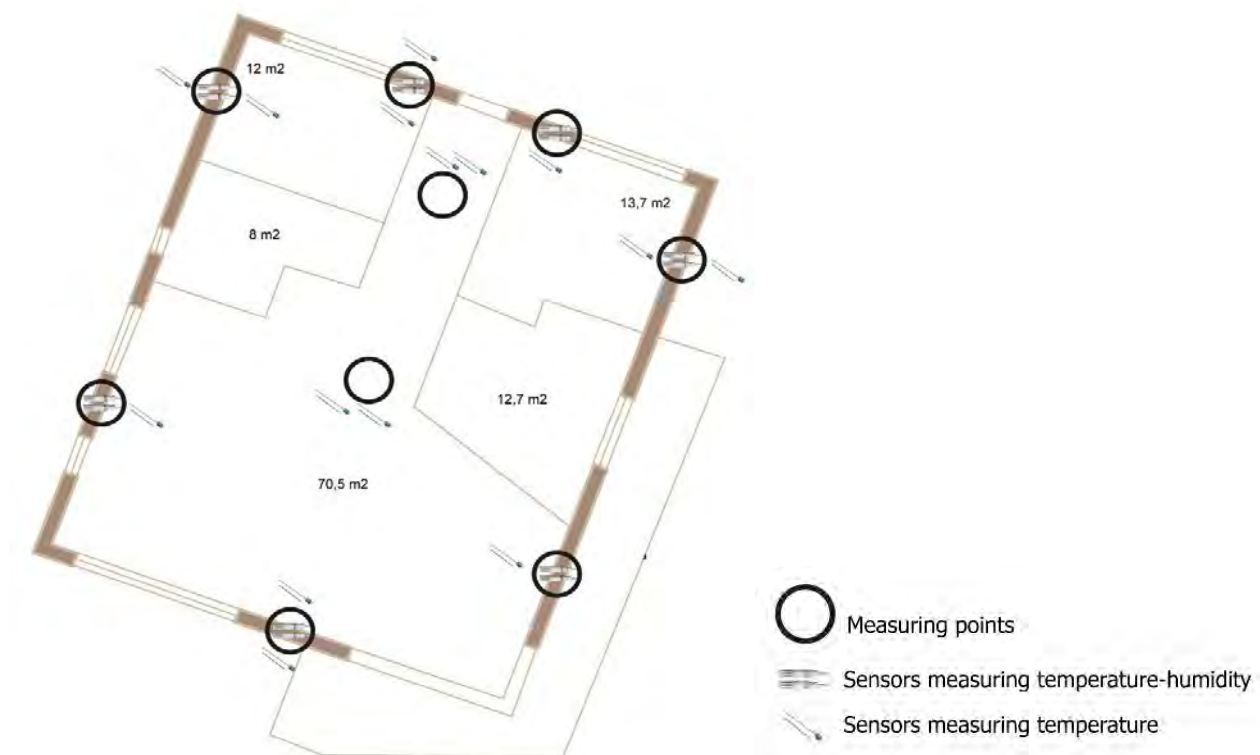 12 m2
13,7 m2
8 m2
12,7 m2
70,5 m2
Measuring points
Sensors measuring temperature-humidity
Sensors measuring temperature